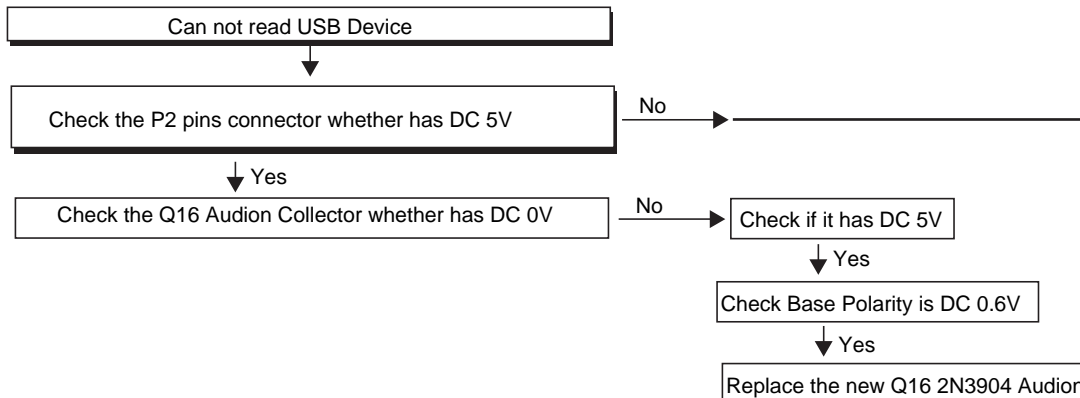 Can not read USB Device
Check the P2 pins connector whether has DC 5V
No
Yes
Check the Q16 Audion Collector whether has DC 0V
No
Check if it has DC 5V
Yes
Check Base Polarity is DC 0.6V
Yes
Replace the new Q16 2N3904 Audion